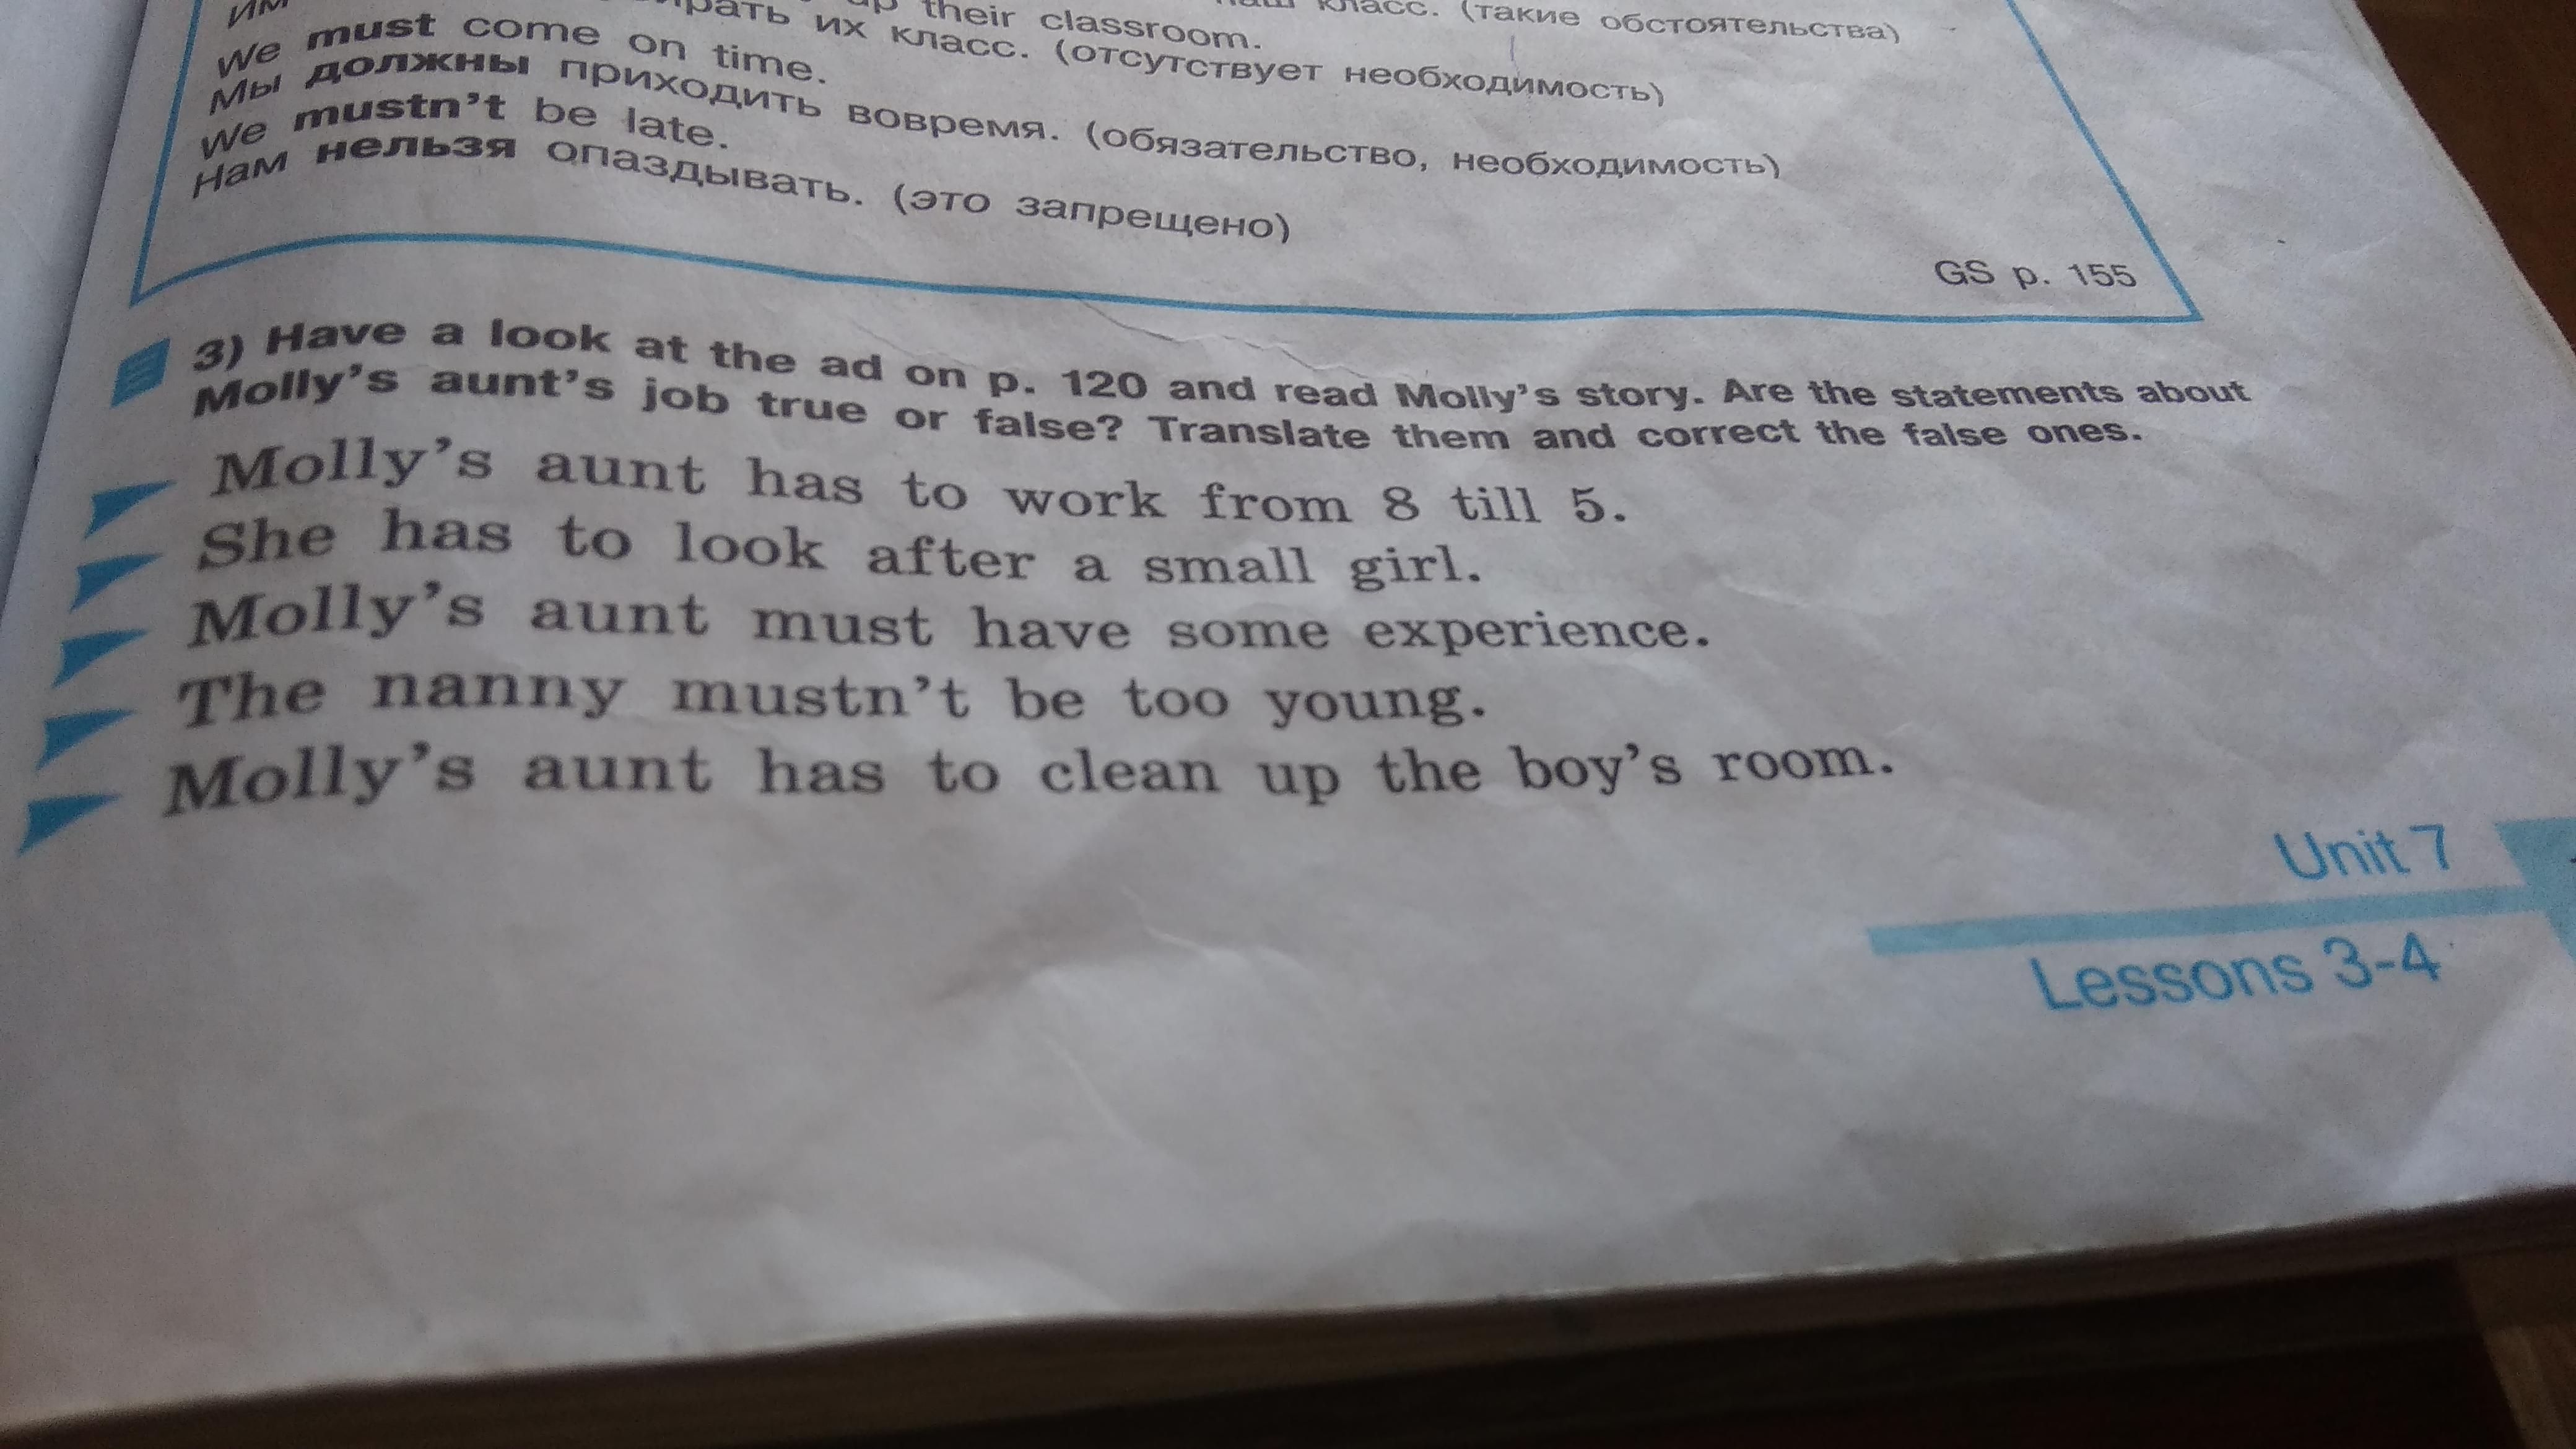 their classroom.
класс. (такие обстоятельства)
их класс. (отсутствует необходимость)
We must come on time.
Мы должны приходить вовремя. (обязательство, необходимость)
We mustn't be late.
Нам нельзя опаздывать. (это запрещено)
GS p. 155
3) Have a look at the ad on p. 120 and read Molly's story. Are the statements about
Molly's aunt's job true or false? Translate them and correct the false ones.
Molly's aunt has to work from 8 till 5.
She has to look after a small girl.
Molly's aunt must have some experience.
The nanny mustn't be too young.
Molly's aunt has to clean up the boy's room.
Unit 7
Lessons 3-4